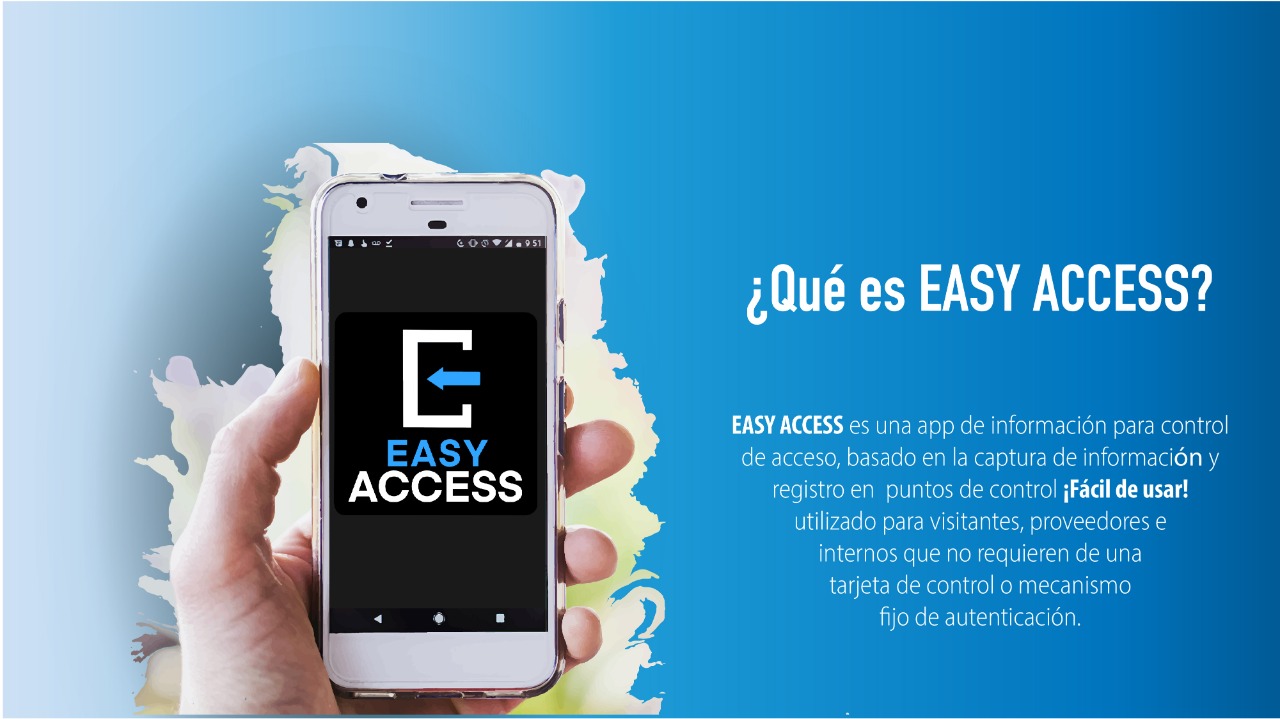 9 51
EASY
ACCESS
¿Qué es EASY ACCESS?
EASY ACCESS es una app de información para control
de acceso, basado en la captura de información y
registro en puntos de control ¡Fácil de usar!
utilizado para visitantes, proveedores e
internos que no requieren de una
tarjeta de control o mecanismo
fijo de autenticación.